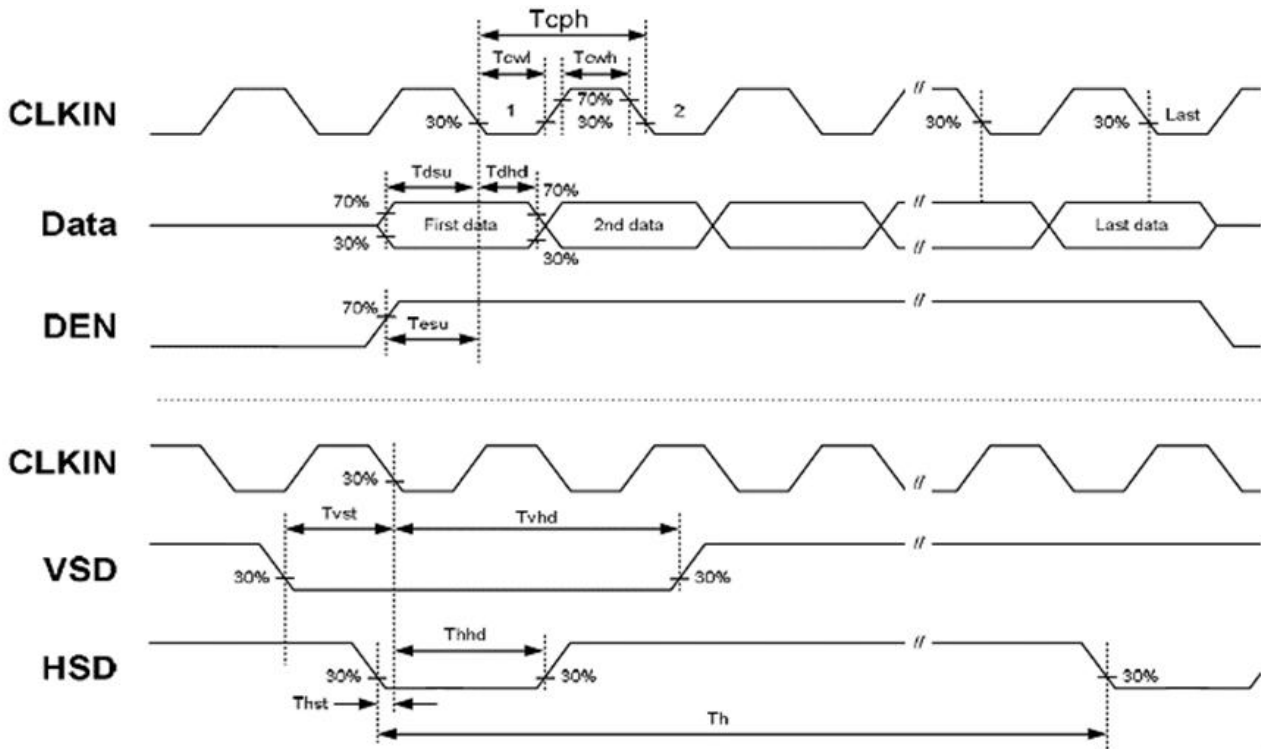 Tcph
Tcwl Tcwh
CLKIN 30% 1 70% 30% 2 // 30% 30% Last
Tdsu Tdhd
Data 70% 30% First data 70% 30% 2nd data // // Last data
DEN 70% Tesu //
CLKIN 30% //
Tvst Tvhd
VSD 30% 30% //
Thhd
HSD 30% 30% // 30%
Thst
Th